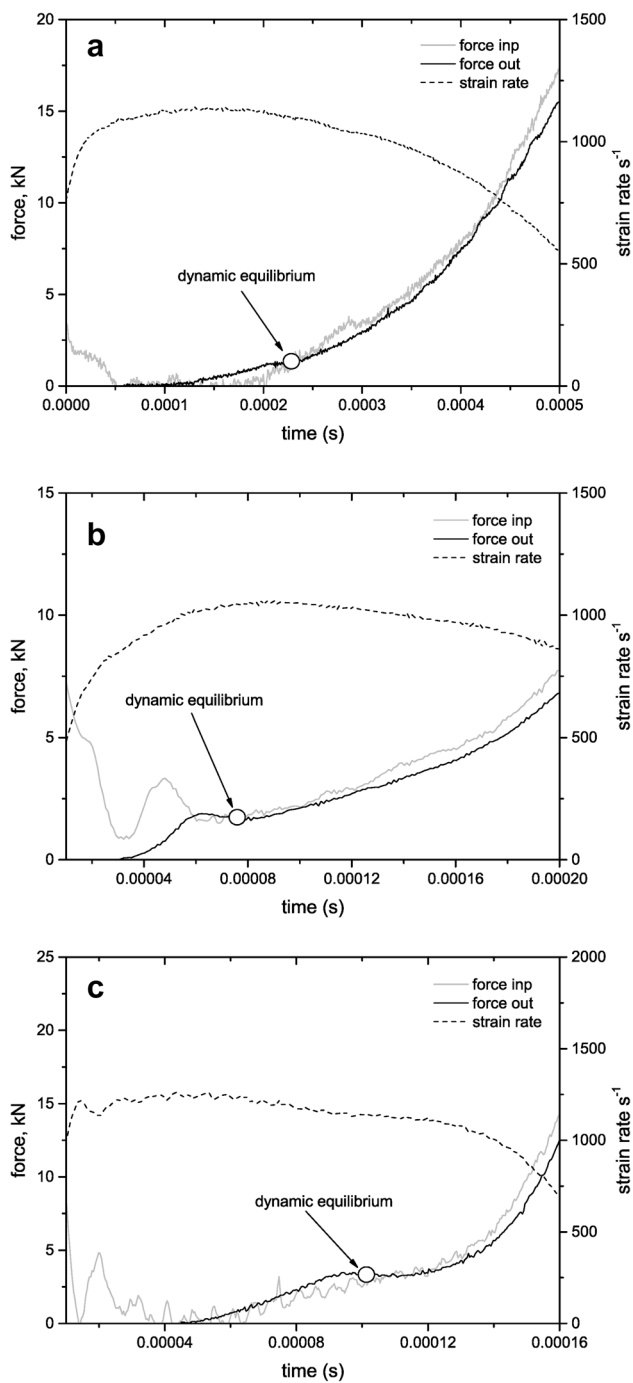 a
force inp
force out
strain rate
dynamic equilibrium
force, kN
strain rate s-1
20
15
10
5
0
1500
1000
500
0
0.0000
0.0001
0.0002
0.0003
0.0004
0.0005
time (s)
b
force inp
force out
strain rate
dynamic equilibrium
force, kN
strain rate s-1
15
10
5
0
1500
1000
500
0
0.00004
0.00008
0.00012
0.00016
0.00020
time (s)
c
force inp
force out
strain rate
dynamic equilibrium
force, kN
strain rate s-1
25
20
15
10
5
0
2000
1500
1000
500
0
0.00004
0.00008
0.00012
0.00016
time (s)